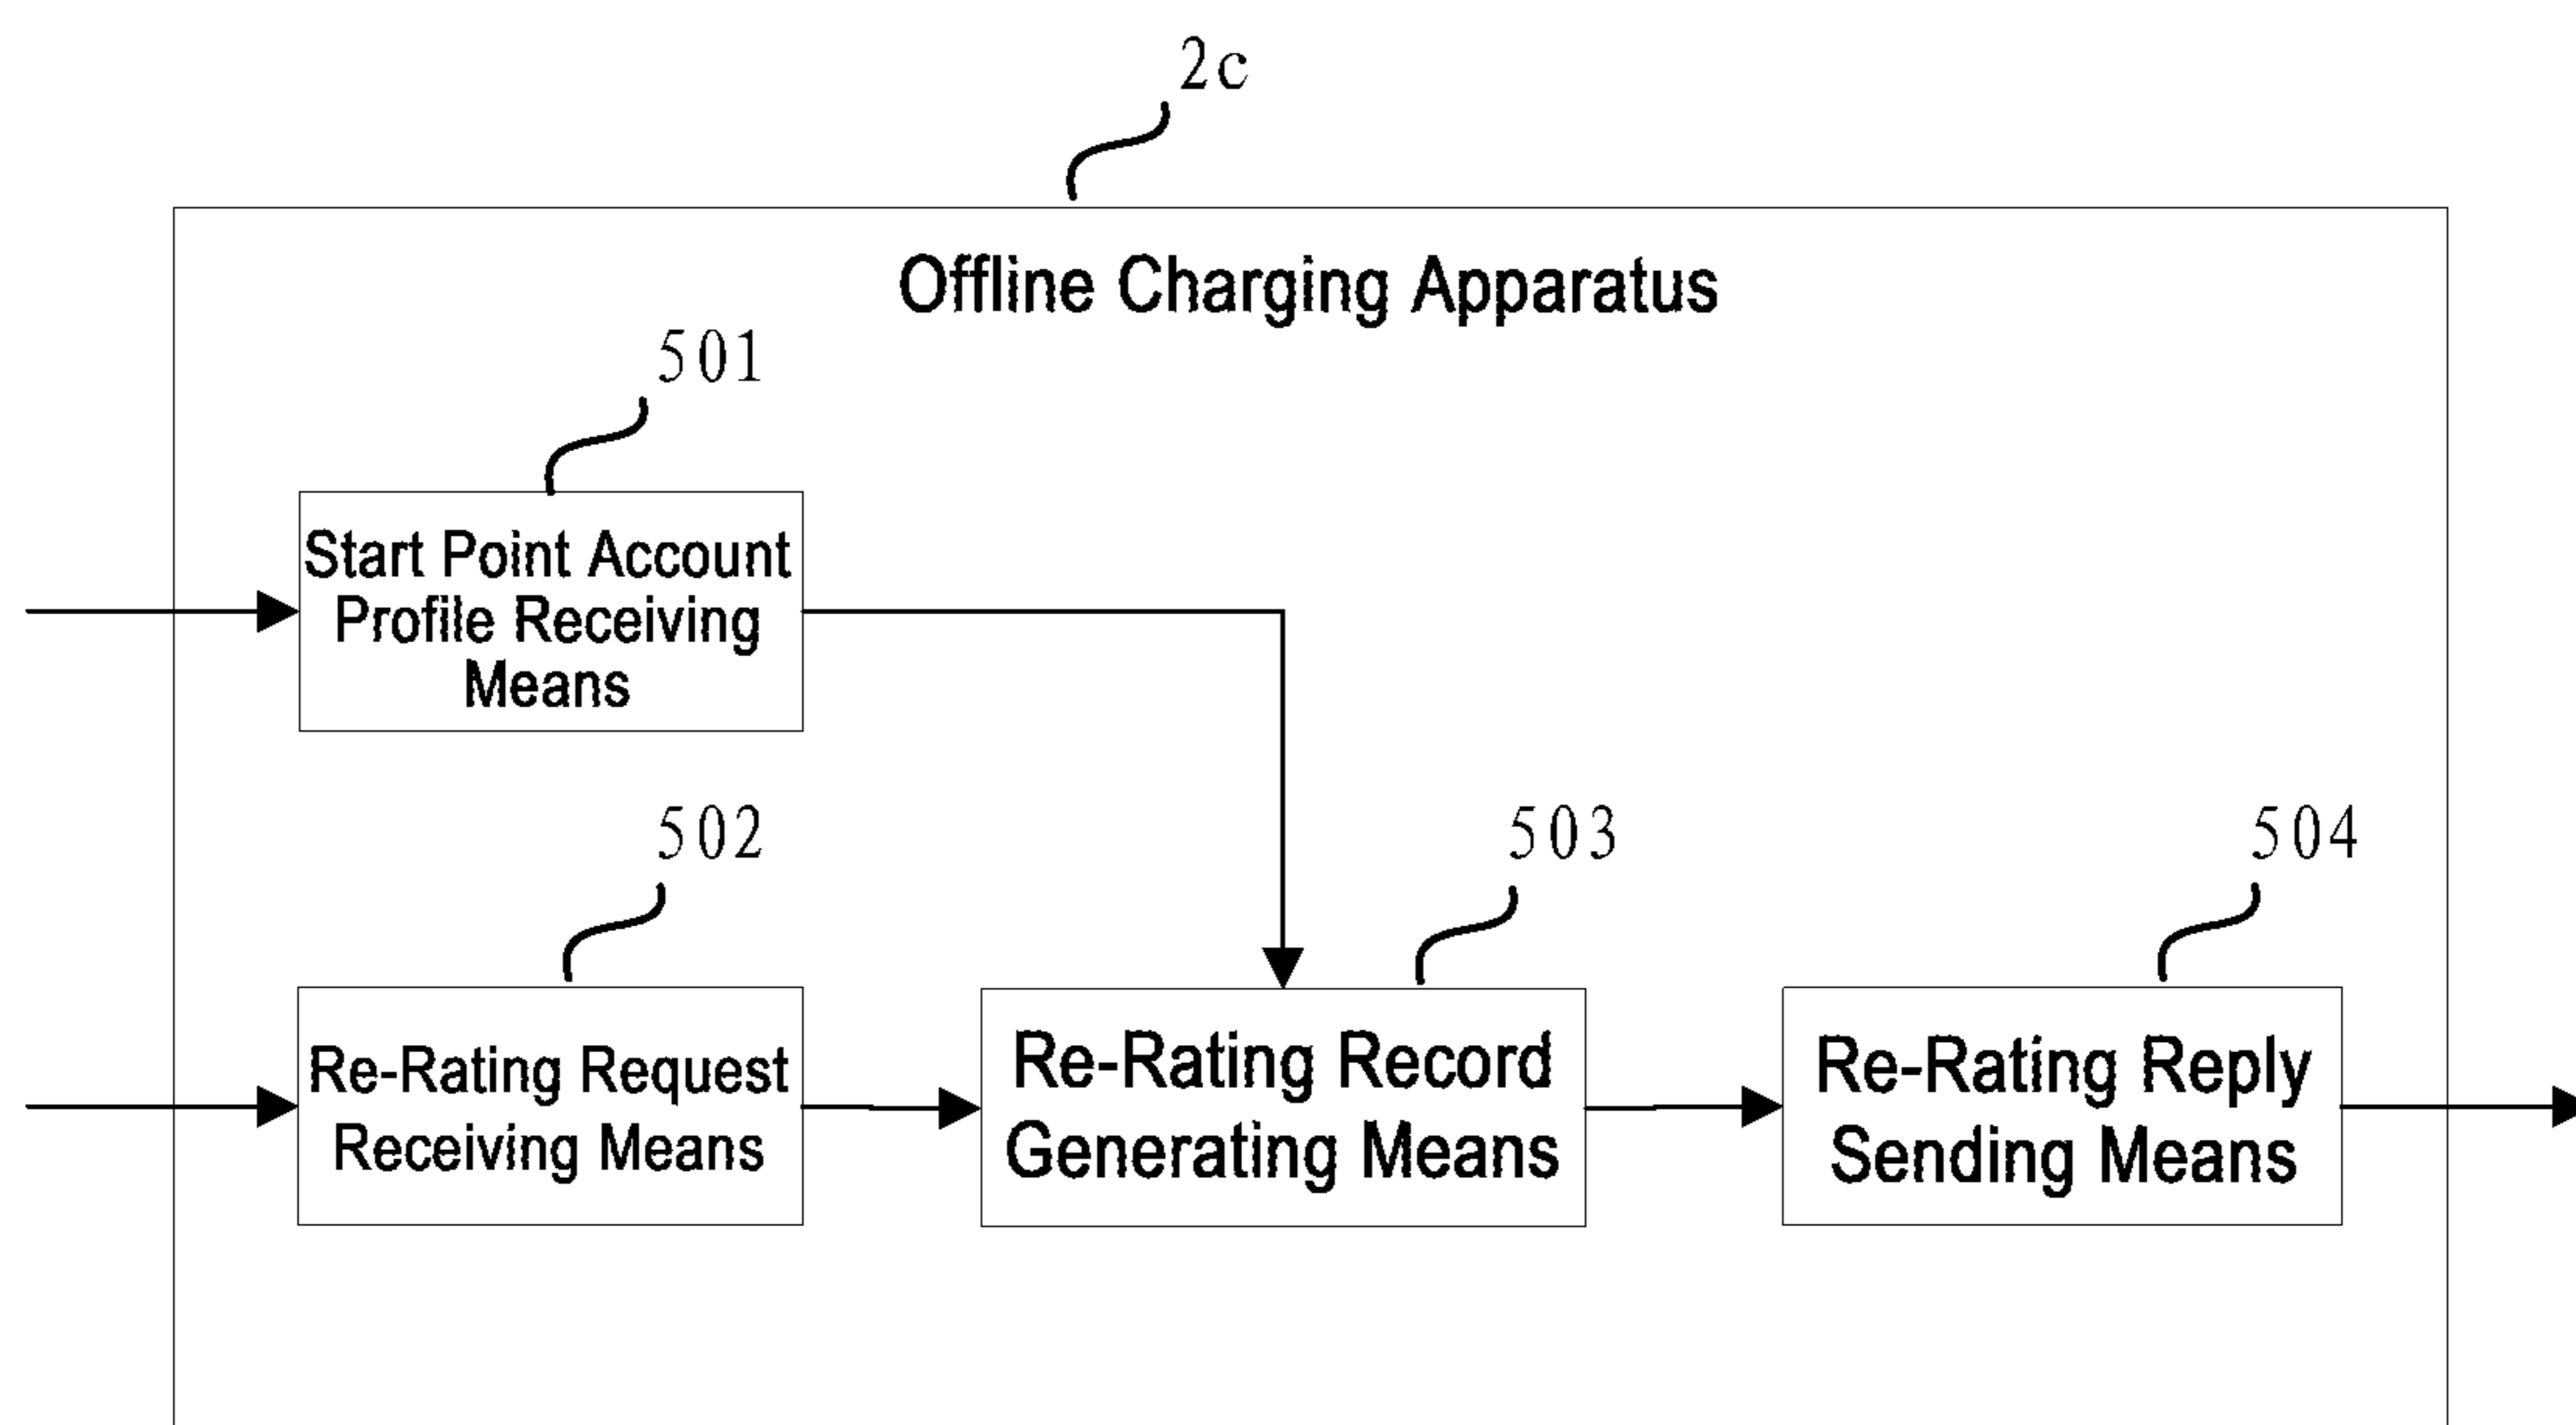 2c
Offline Charging Apparatus
501
Start Point Account
Profile Receiving
Means
502
Re-Rating Request
Receiving Means
503
Re-Rating Record
Generating Means
504
Re-Rating Reply
Sending Means